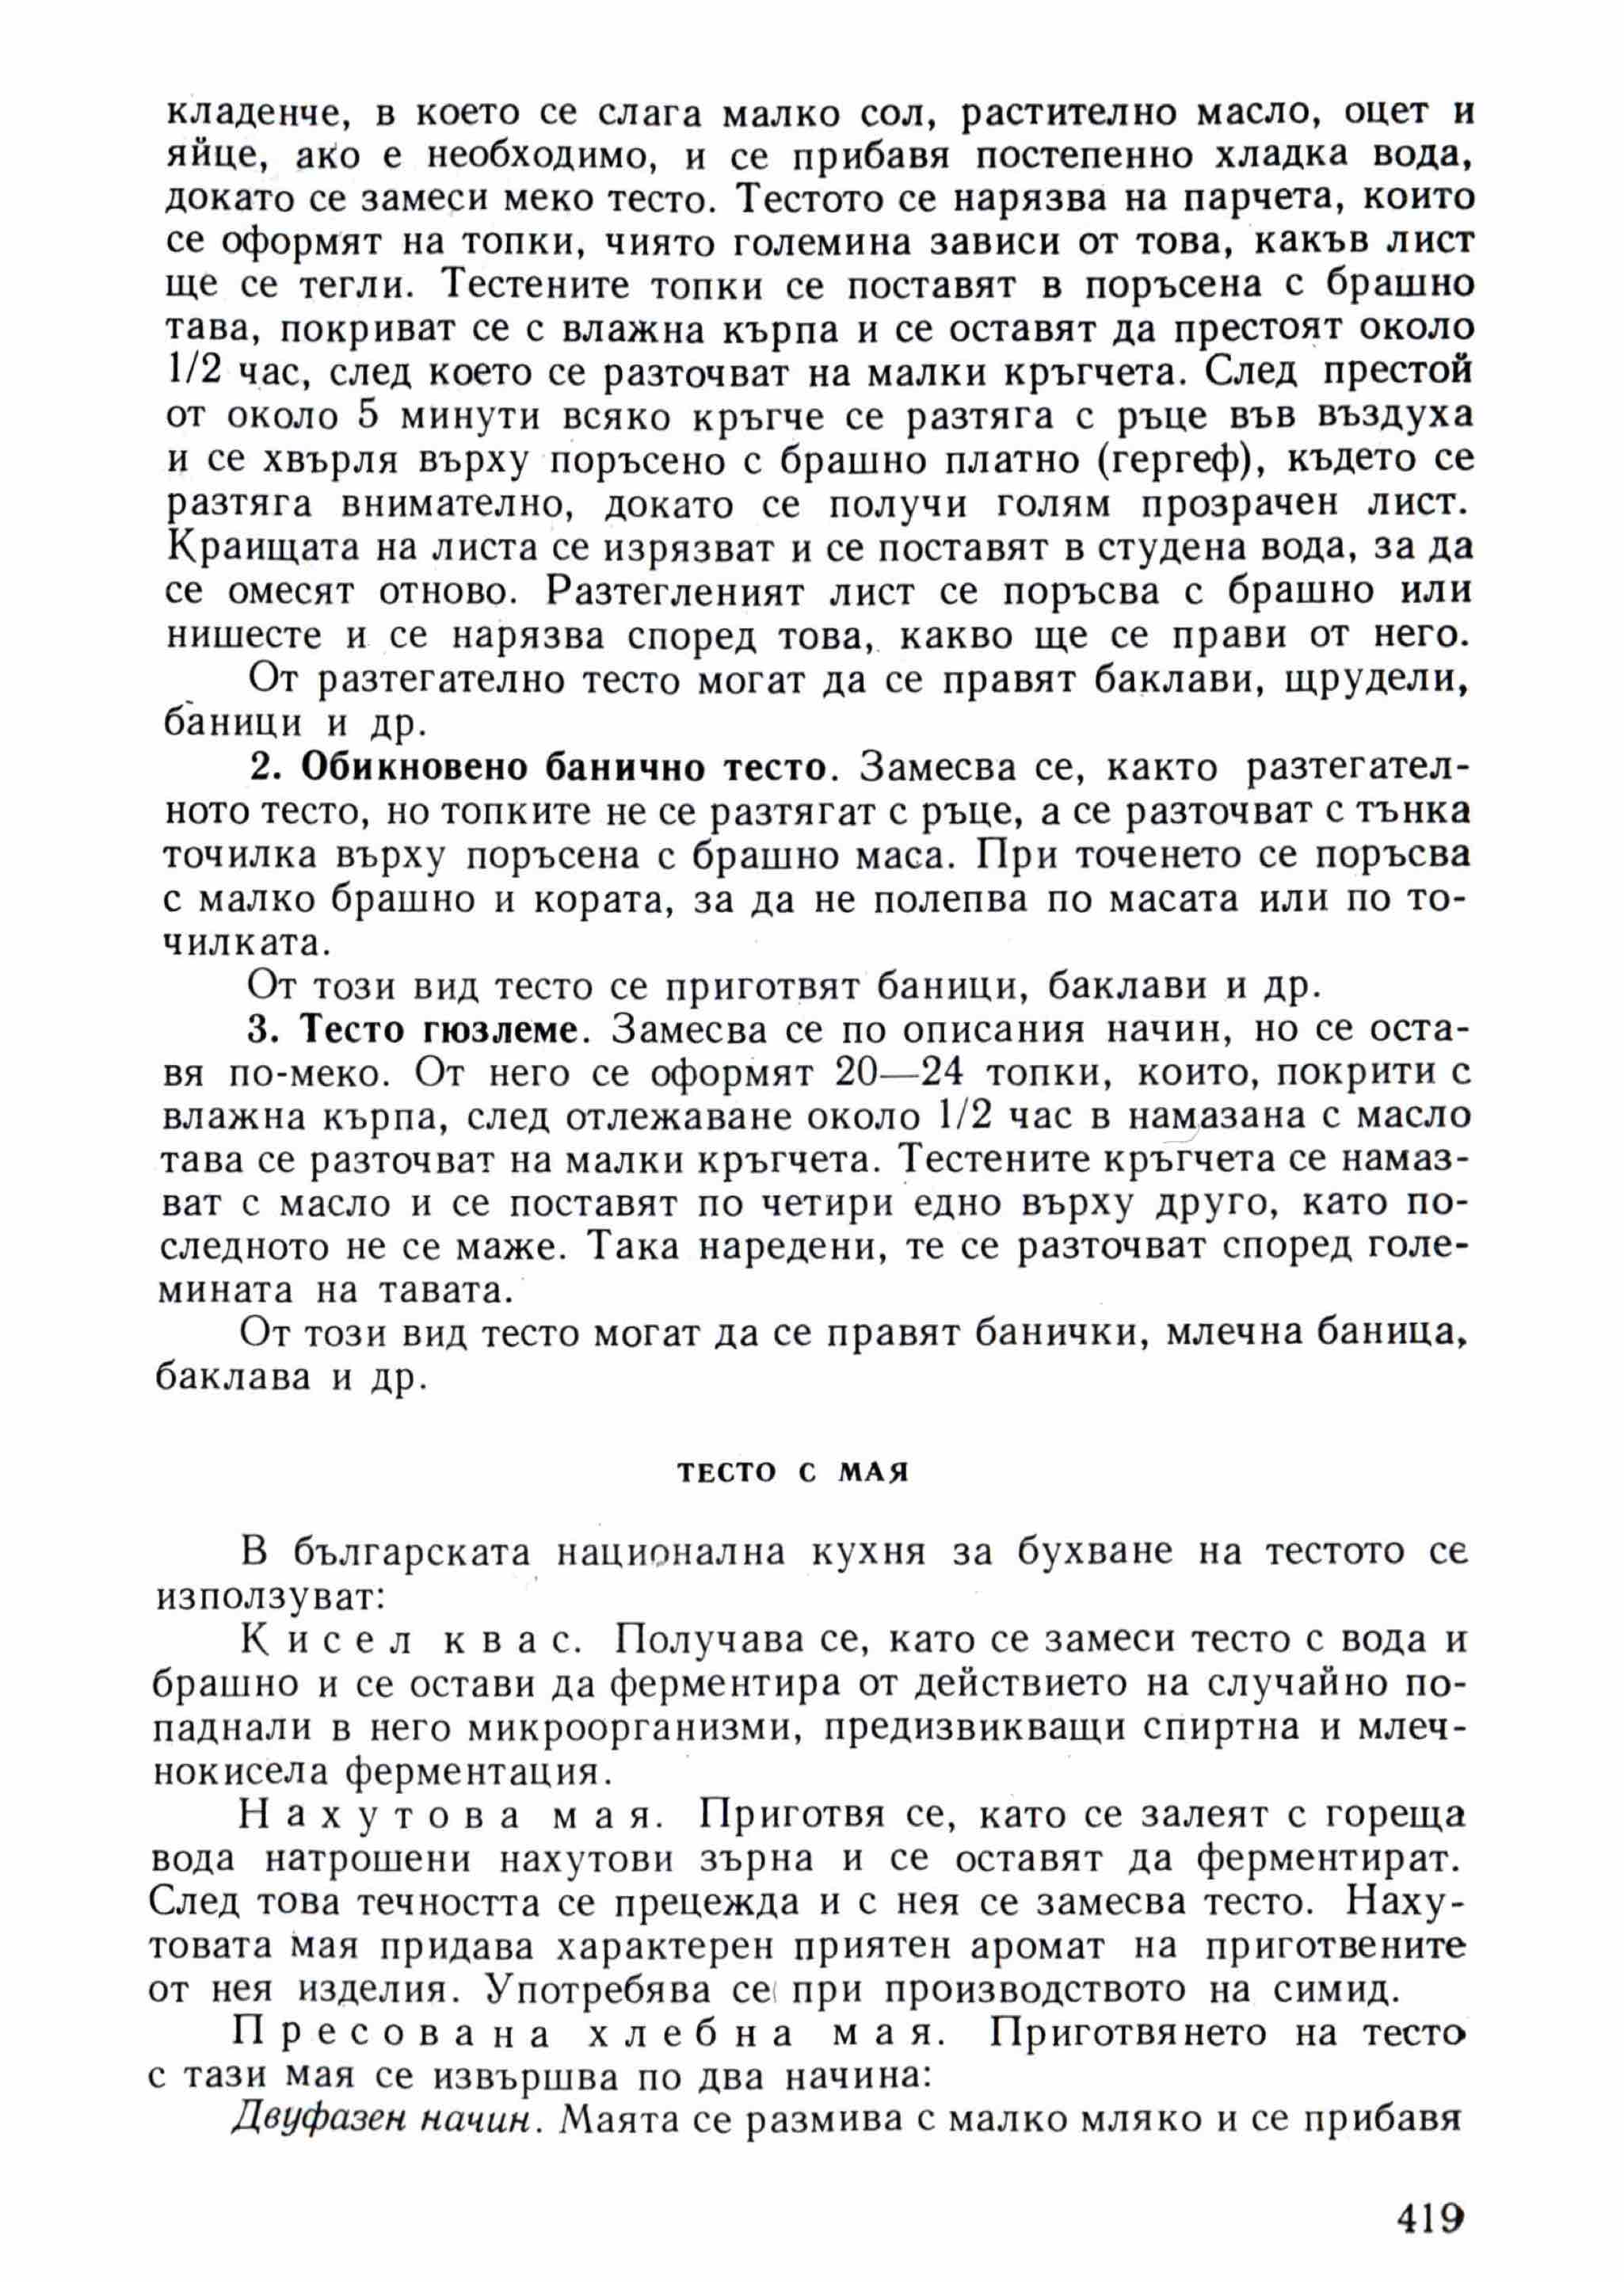 кладенче, в което се слага малко сол, растително масло, оцет и
яйце, ако е необходимо, и се прибавя постепенно хладка вода,
докато се замеси меко тесто. Тестото се нарязва на парчета, които
се оформят на топки, чиято големина зависи от това, какъв лист
ще се тегли. Тестените топки се поставят в поръсена с брашно
тава, покриват се с влажна кърпа и се оставят да престоят около
1/2 час, след което се разточват на малки кръгчета. След престой
от около 5 минути всяко кръгче се разтяга с ръце във въздуха
и се хвърля върху поръсено с брашно платно (гергеф), където се
разтяга внимателно, докато се получи голям прозрачен лист.
Краищата на листа се изрязват и се поставят в студена вода, за да
се омесят отново. Разтегленият лист се поръсва с брашно или
нишесте и се нарязва според това, какво ще се прави от него.
От разтегателно тесто могат да се правят баклави, щрудели,
баници и др.
2. Обикновено банично тесто. Замесва се, както разтегател-
ното тесто, но топките не се разтягат с ръце, а се разточват с тънка
точилка върху поръсена с брашно маса. При точенето се поръсва
с малко брашно и кората, за да не полепва по масата или по то-
чилката.
От този вид тесто се приготвят баници, баклави и др.
3. Тесто гюзлеме. Замесва се по описания начин, но се оста-
вя по-меко. От него се оформят 20—24 топки, които, покрити с
влажна кърпа, след отлежаване около 1/2 час в намазана с масло
тава се разточват на малки кръгчета. Тестените кръгчета се намаз-
ват с масло и се поставят по четири едно върху друго, като по-
следното не се маже. Така наредени, те се разточват според голе-
мината на тавата.
От този вид тесто могат да се правят банички, млечна баница,
баклава и др.
ТЕСТО С МАЯ
В българската национална кухня за бухване на тестото се
използуват:
Кисел квас. Получава се, като се замеси тесто с вода и
брашно и се остави да ферментира от действието на случайно по-
паднали в него микроорганизми, предизвикващи спиртна и млеч-
нокисела ферментация.
Нахутова мая. Приготвя се, като се залеят с гореща
вода натрошени нахутови зърна и се оставят да ферментират.
След това течността се прецежда и с нея се замесва тесто. Наху-
товата мая придава характерен приятен аромат на приготвените
от нея изделия. Употребява се при производството на симид.
Пресована хлебна мая. Приготвянето на тесто
с тази мая се извършва по два начина:
Двуфазен начин. Маята се размива с малко мляко и се прибавя
419